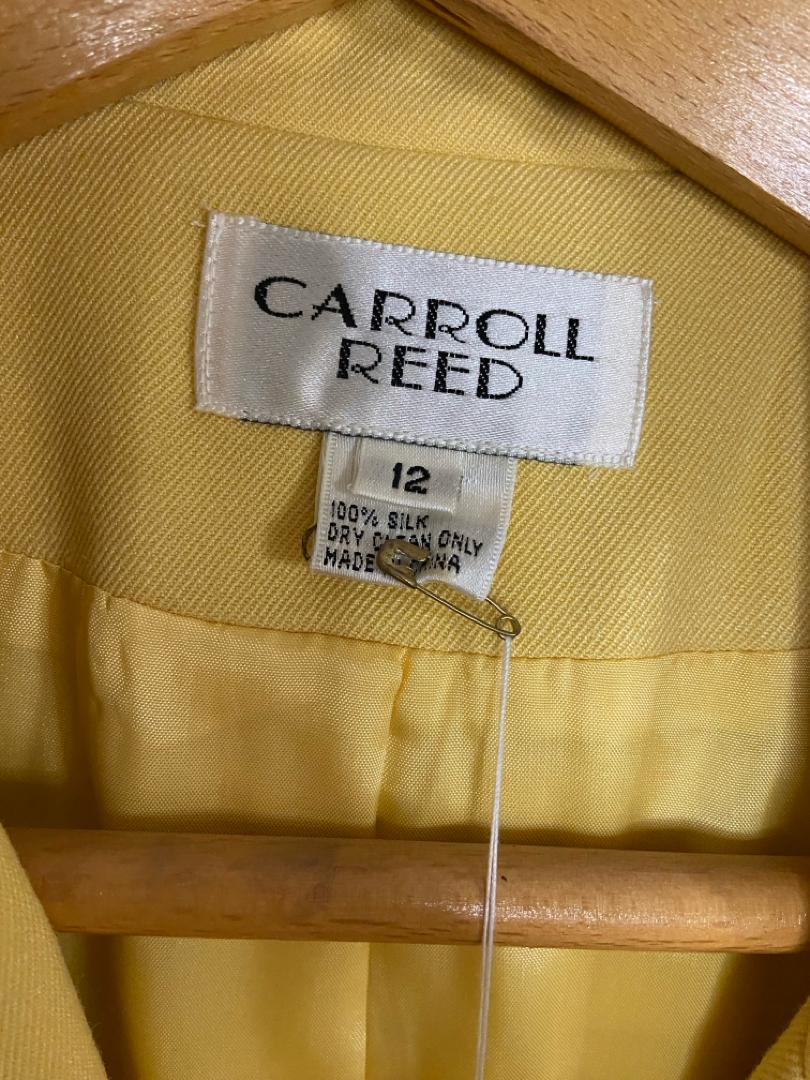 CARROLL
REED
12
100% SILK
DRY CLEAN ONLY
MADE